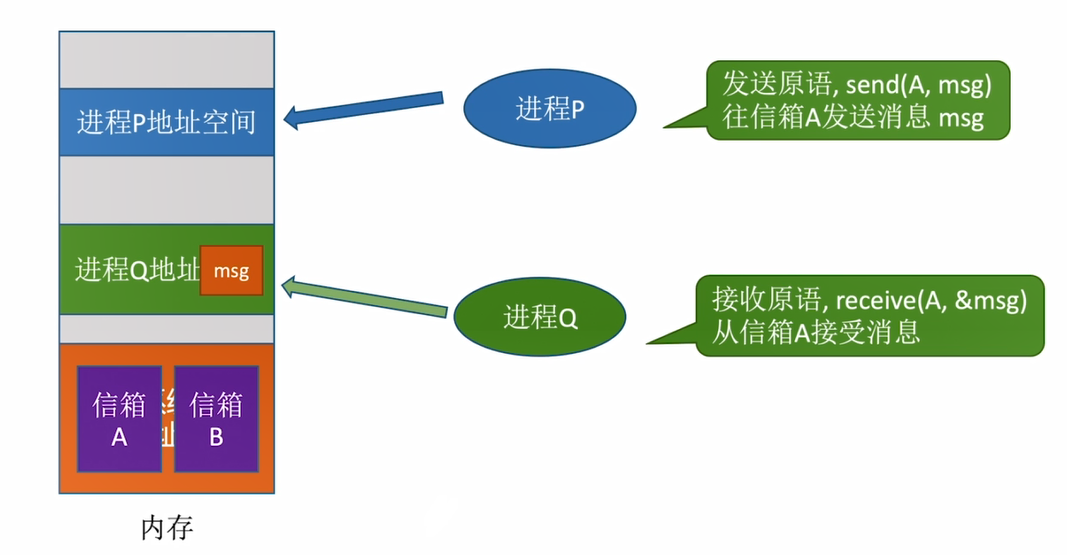 进程P地址空间
进程P
发送原语, send(A, msg)
往信箱A发送消息 msg
进程Q地址
msg
进程Q
接收原语, receive(A, &msg)
从信箱A接受消息
信箱
A
信箱
B
内存